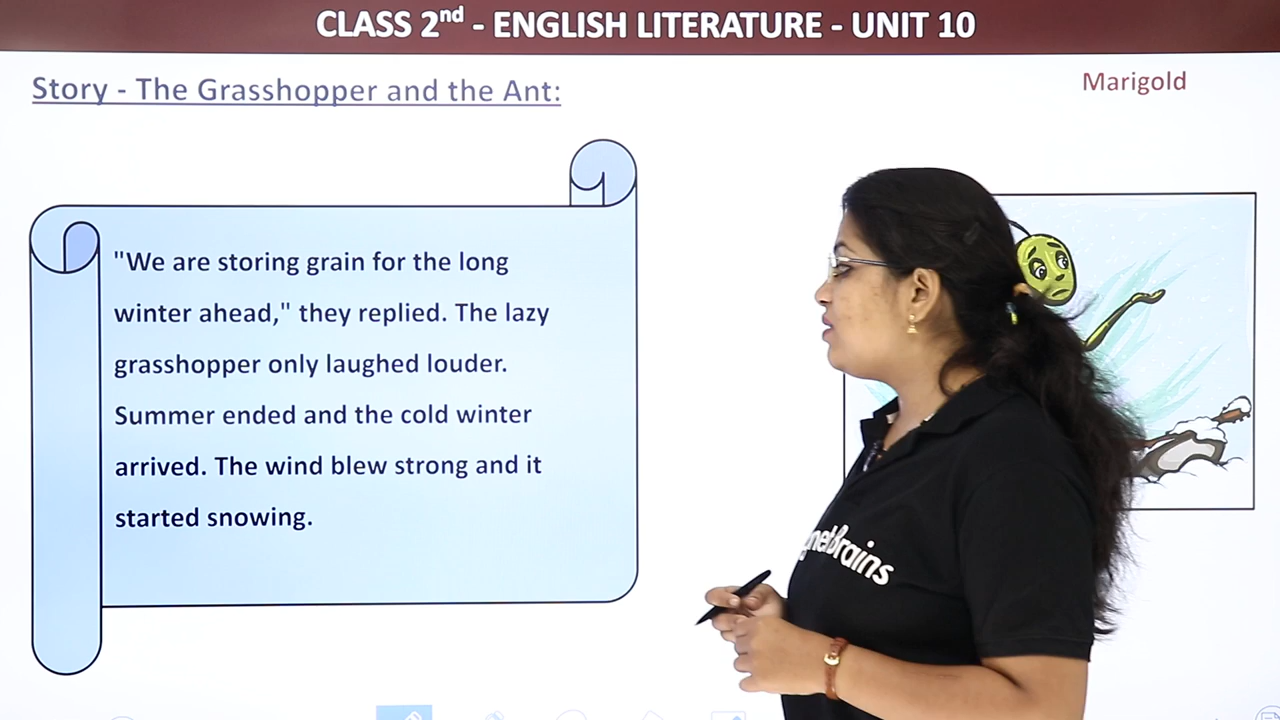 CLASS 2nd - ENGLISH LITERATURE - UNIT 10
Story - The Grasshopper and the Ant:
Marigold
"We are storing grain for the long
winter ahead," they replied. The lazy
grasshopper only laughed louder.
Summer ended and the cold winter
arrived. The wind blew strong and it
started snowing.